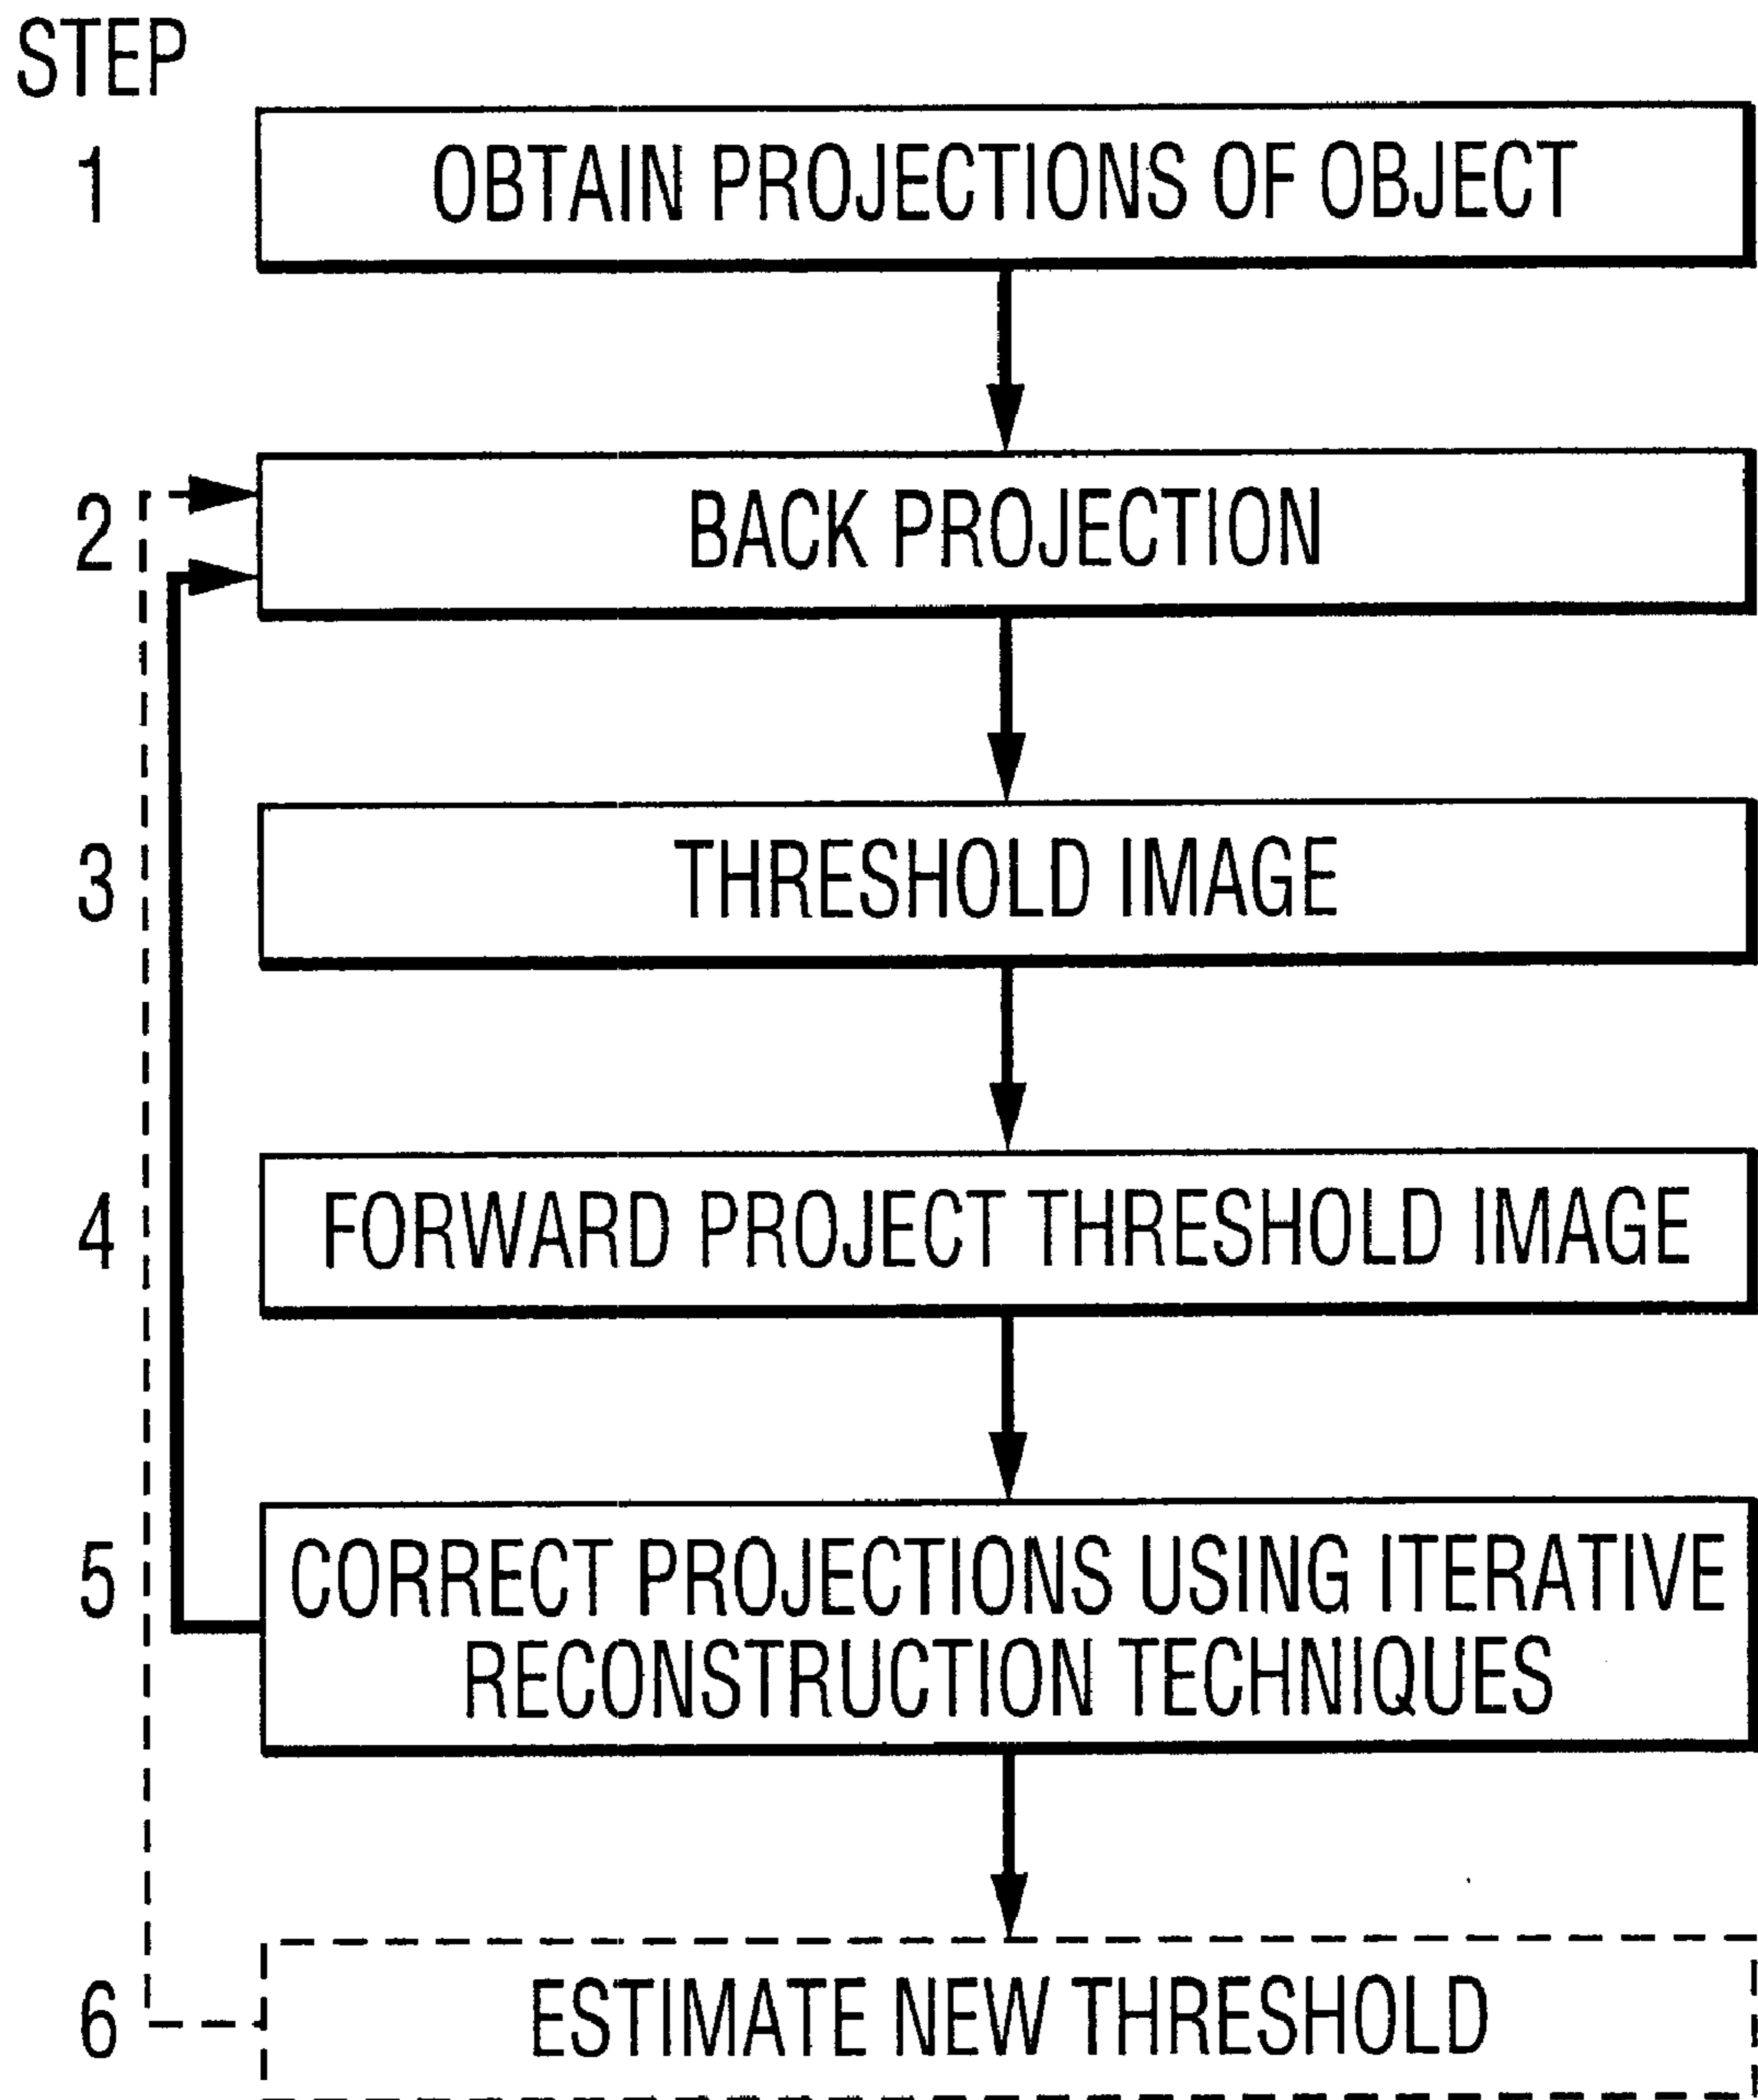 STEP
1 OBTAIN PROJECTIONS OF OBJECT
2 BACK PROJECTION
3 THRESHOLD IMAGE
4 FORWARD PROJECT THRESHOLD IMAGE
5 CORRECT PROJECTIONS USING ITERATIVE
RECONSTRUCTION TECHNIQUES
6 ESTIMATE NEW THRESHOLD